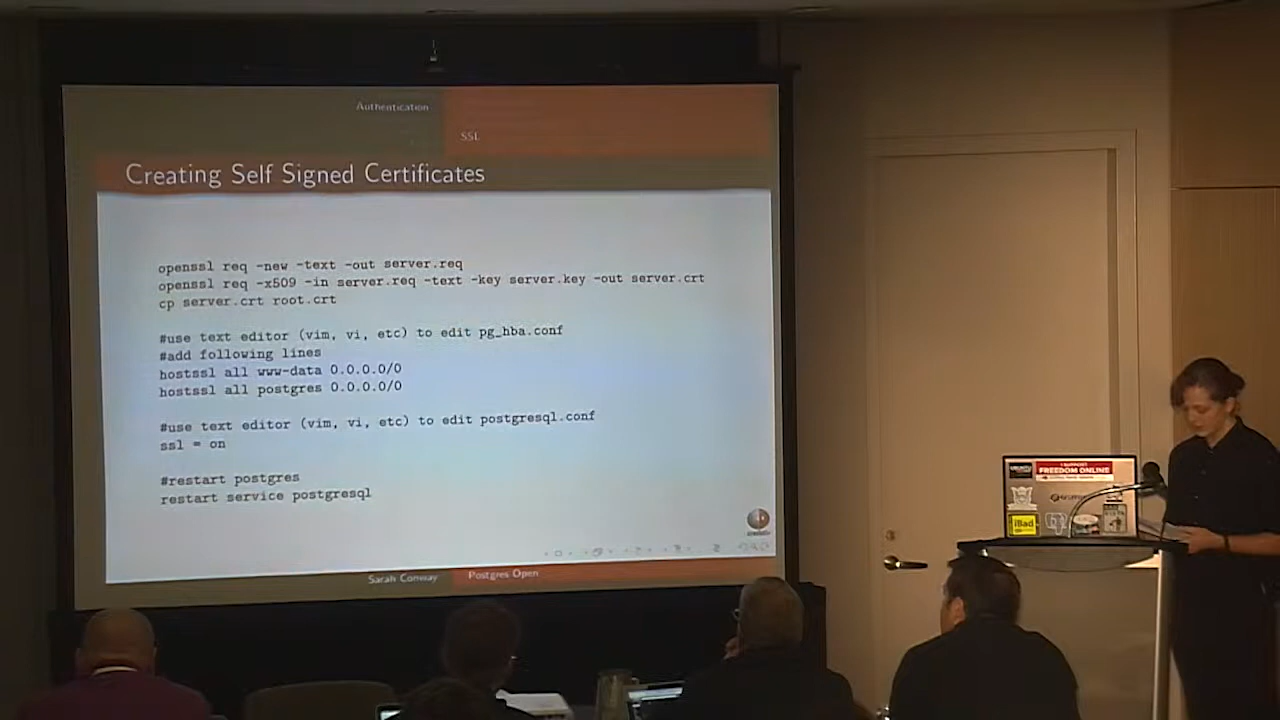 Authentication
SSL
Creating Self Signed Certificates
openssl req -new -text -out server.req
openssl req -x509 -in server.req -text -key server.key -out server.crt
cp server.crt root.crt
#use text editor (vim, vi, etc) to edit pg_hba.conf
#add following lines
hostssl all www-data 0.0.0.0/0
hostssl all postgres 0.0.0.0/0
#use text editor (vim, vi, etc) to edit postgresql.conf
ssl = on
#restart postgres
restart service postgresql
Sarah Conway
Postgres Open
I SUPPORT
FREEDOM ONLINE
iBad